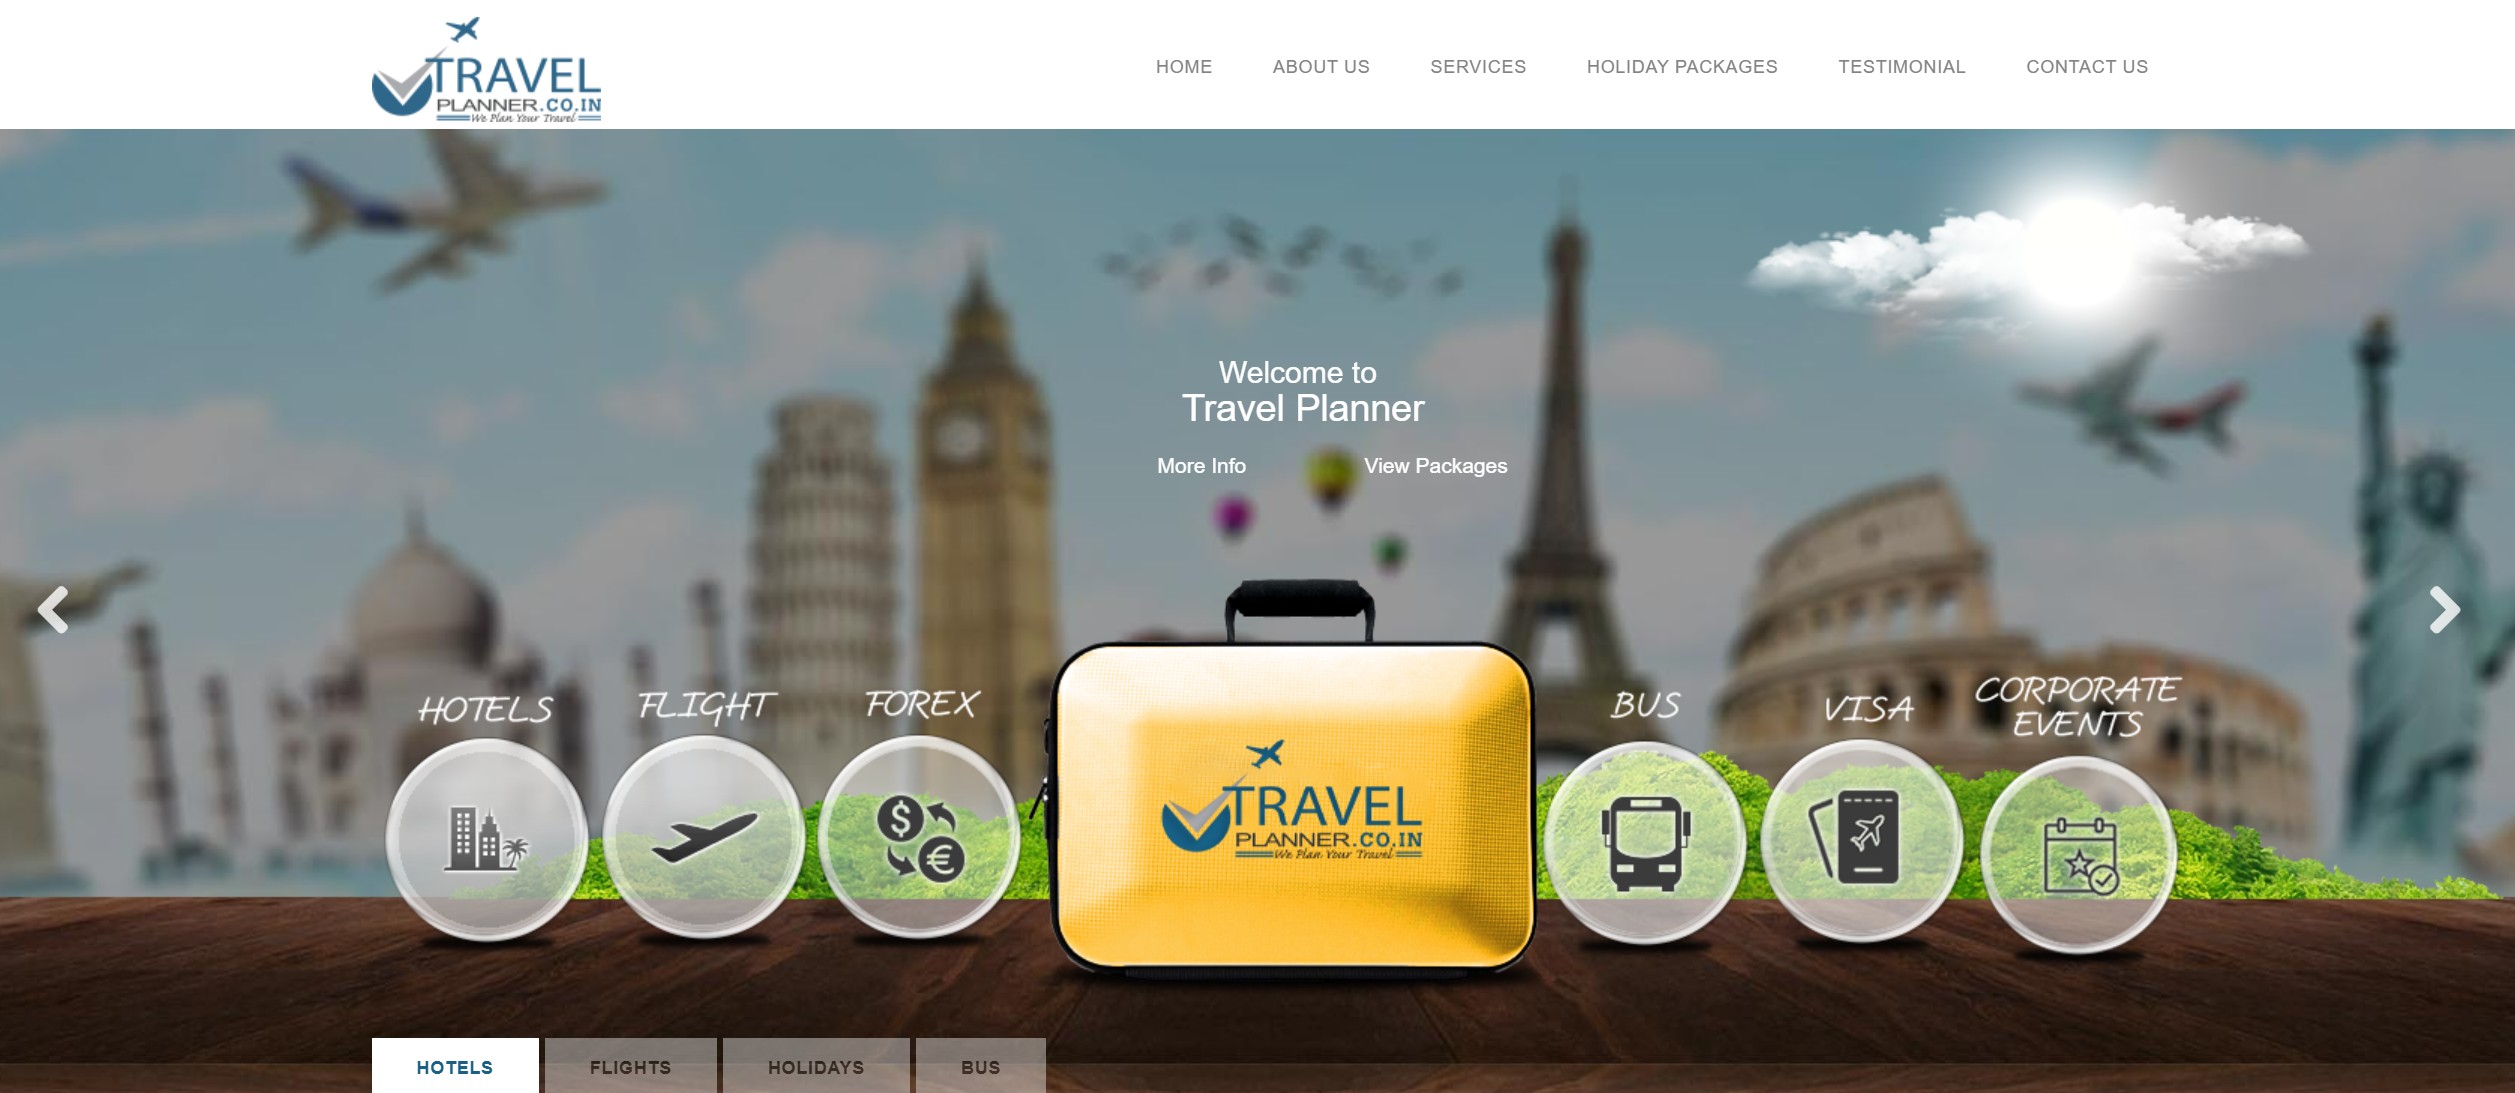 TRAVEL
PLANNER.CO.IN
We Plan Your Travel
HOME ABOUT US SERVICES HOLIDAY PACKAGES TESTIMONIAL CONTACT US
Welcome to
Travel Planner
More Info View Packages
HOTELS FLIGHT FOREX BUS VISA CORPORATE
EVENTS
TRAVEL
PLANNER.CO.IN
We Plan Your Travel
HOTELS FLIGHTS HOLIDAYS BUS